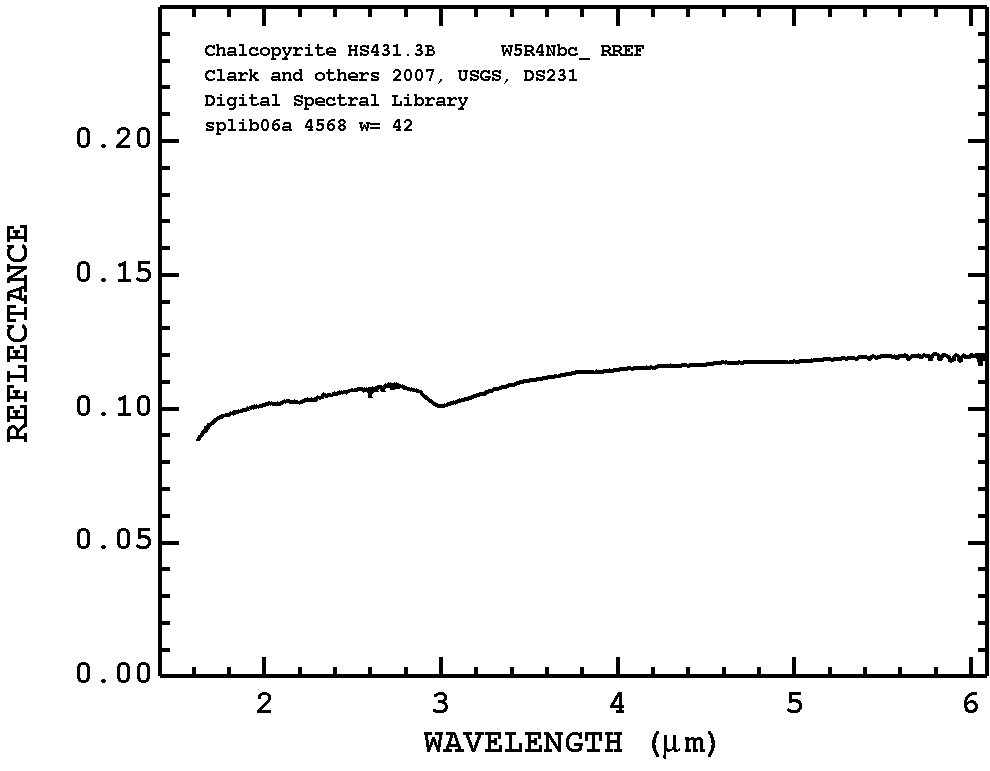 Chalcopyrite HS431.3B W5R4Nbc_ RREF
Clark and others 2007, USGS, DS231
Digital Spectral Library
splib06a 4568 w= 42
REFLECTANCE
0.20
0.15
0.10
0.05
0.00
2 3 4 5 6
WAVELENGTH (μm)